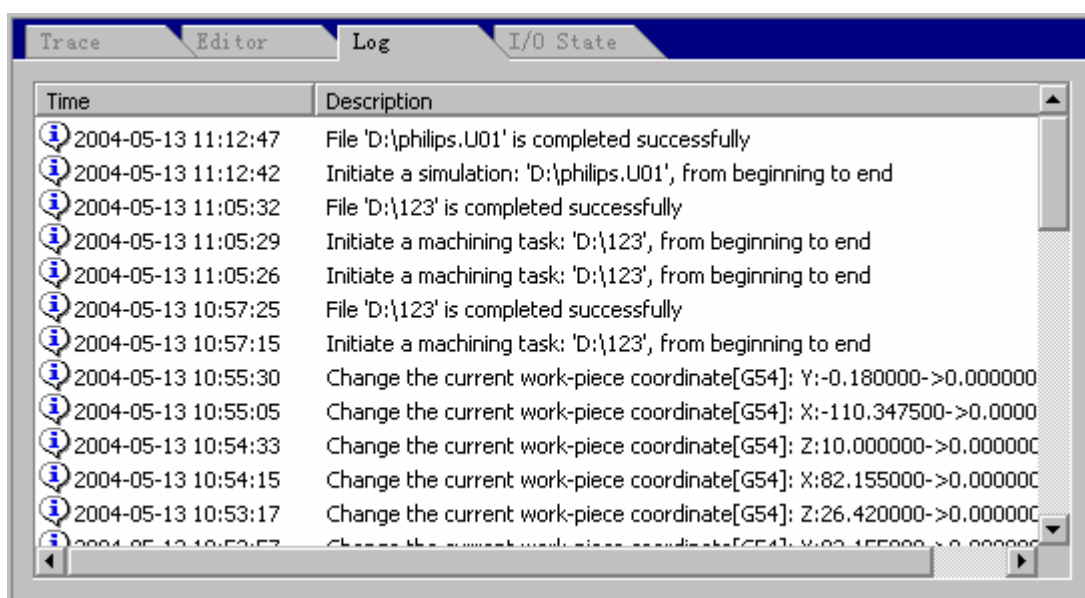 Trace Editor Log I/O State
Time Description
2004-05-13 11:12:47 File 'D:\philips.U01' is completed successfully
2004-05-13 11:12:42 Initiate a simulation: 'D:\philips.U01', from beginning to end
2004-05-13 11:05:32 File 'D:\123' is completed successfully
2004-05-13 11:05:29 Initiate a machining task: 'D:\123', from beginning to end
2004-05-13 11:05:26 Initiate a machining task: 'D:\123', from beginning to end
2004-05-13 10:57:25 File 'D:\123' is completed successfully
2004-05-13 10:57:15 Initiate a machining task: 'D:\123', from beginning to end
2004-05-13 10:55:30 Change the current work-piece coordinate[G54]: Y:-0.180000->0.000000
2004-05-13 10:55:05 Change the current work-piece coordinate[G54]: X:-110.347500->0.0000
2004-05-13 10:54:33 Change the current work-piece coordinate[G54]: Z:10.000000->0.000000
2004-05-13 10:54:15 Change the current work-piece coordinate[G54]: X:82.155000->0.000000
2004-05-13 10:53:17 Change the current work-piece coordinate[G54]: Z:26.420000->0.000000